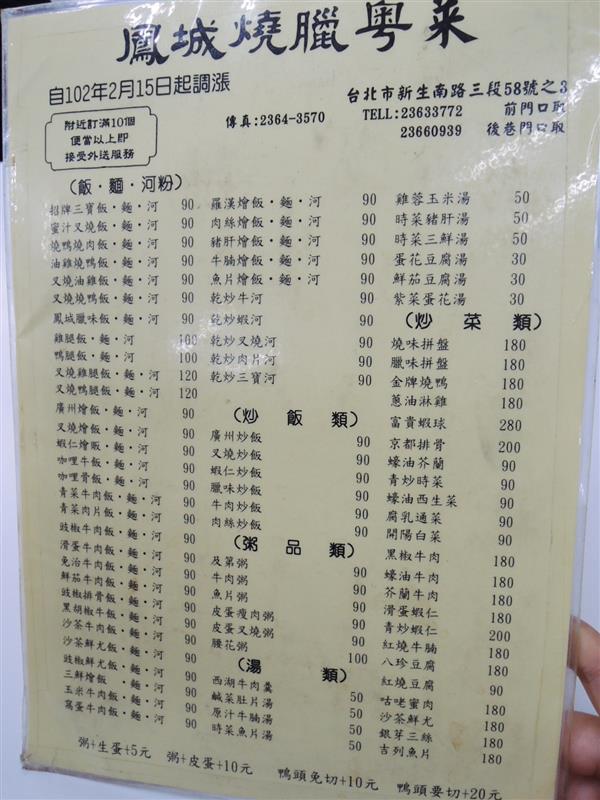 鳳城燒臘粵菜
自102年2月15日起調漲
附近訂滿10個
便當以上即
接受外送服務
傳真:2364-3570
台北市新生南路三段58號之3
TELL:23633772 前門口取
23660939 後巷門口取
(飯·麵·河粉)
招牌三寶飯·麵·河 90
蜜汁叉燒飯·麵·河 90
燒鴨燒肉飯·麵·河 90
油雞燒鴨飯·麵·河 90
叉燒油雞飯·麵·河 90
叉燒燒鴨飯·麵·河 90
鳳城臘味飯·麵·河 90
雞腿飯·麵·河 100
鴨腿飯·麵·河 100
叉燒雞腿飯·麵·河 120
叉燒鴨腿飯·麵·河 120
廣州燴飯·麵·河 90
叉燒燴飯·麵·河 90
蝦仁燴飯·麵·河 90
咖哩牛飯·麵·河 90
咖哩骨飯·麵·河 90
青菜牛肉飯·麵·河 90
青菜肉片飯·麵·河 90
豉椒牛肉飯·麵·河 90
滑蛋牛肉飯·麵·河 90
免治牛肉飯·麵·河 90
鮮茄牛肉飯·麵·河 90
豉椒排骨飯·麵·河 90
黑胡椒牛飯·麵·河 90
沙茶牛肉飯·麵·河 90
沙茶鮮尤飯·麵·河 90
豉椒鮮尤飯·麵·河 90
三鮮燴飯·麵·河 90
玉米牛肉飯·麵·河 90
窩蛋牛肉飯·麵·河 90
羅漢燴飯·麵·河 90
肉絲燴飯·麵·河 90
豬肝燴飯·麵·河 90
牛腩燴飯·麵·河 90
魚片燴飯·麵·河 90
乾炒牛河 90
乾炒蝦河 90
乾炒叉燒河 90
乾炒肉片河 90
乾炒三寶河 90
(炒飯類)
廣州炒飯 90
叉燒炒飯 90
蝦仁炒飯 90
臘味炒飯 90
牛肉炒飯 90
肉絲炒飯 90
(粥品類)
及第粥 90
牛肉粥 90
魚片粥 90
皮蛋瘦肉粥 90
皮蛋叉燒粥 90
腰花粥 100
(湯類)
西湖牛肉羹 50
鹹菜肚片湯 50
原汁牛腩湯 50
時菜魚片湯 50
雞蓉玉米湯 50
時菜豬肝湯 50
時菜三鮮湯 50
蛋花豆腐湯 30
鮮茄豆腐湯 30
紫菜蛋花湯 30
(炒菜類)
燒味拼盤 180
臘味拼盤 180
金牌燒鴨 180
蔥油淋雞 180
富貴蝦球 280
京都排骨 200
蠔油芥蘭 90
青炒時菜 90
蠔油西生菜 90
腐乳通菜 90
開陽白菜 90
黑椒牛肉 180
蠔油牛肉 180
芥蘭牛肉 180
滑蛋蝦仁 180
青炒蝦仁 200
紅燒牛腩 180
八珍豆腐 180
紅燒豆腐 90
咕老蜜肉 180
沙茶鮮尤 180
銀芽三絲 180
吉列魚片 180
粥+生蛋+5元 粥+皮蛋+10元 鴨頭免切+10元 鴨頭要切+20元